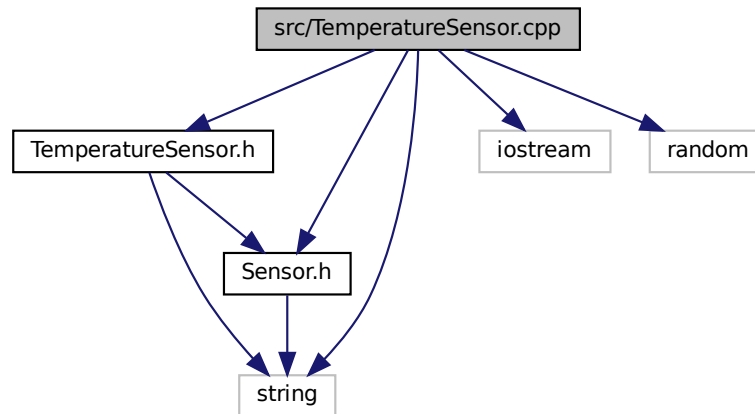 src/TemperatureSensor.cpp
TemperatureSensor.h
iostream
random
Sensor.h
string